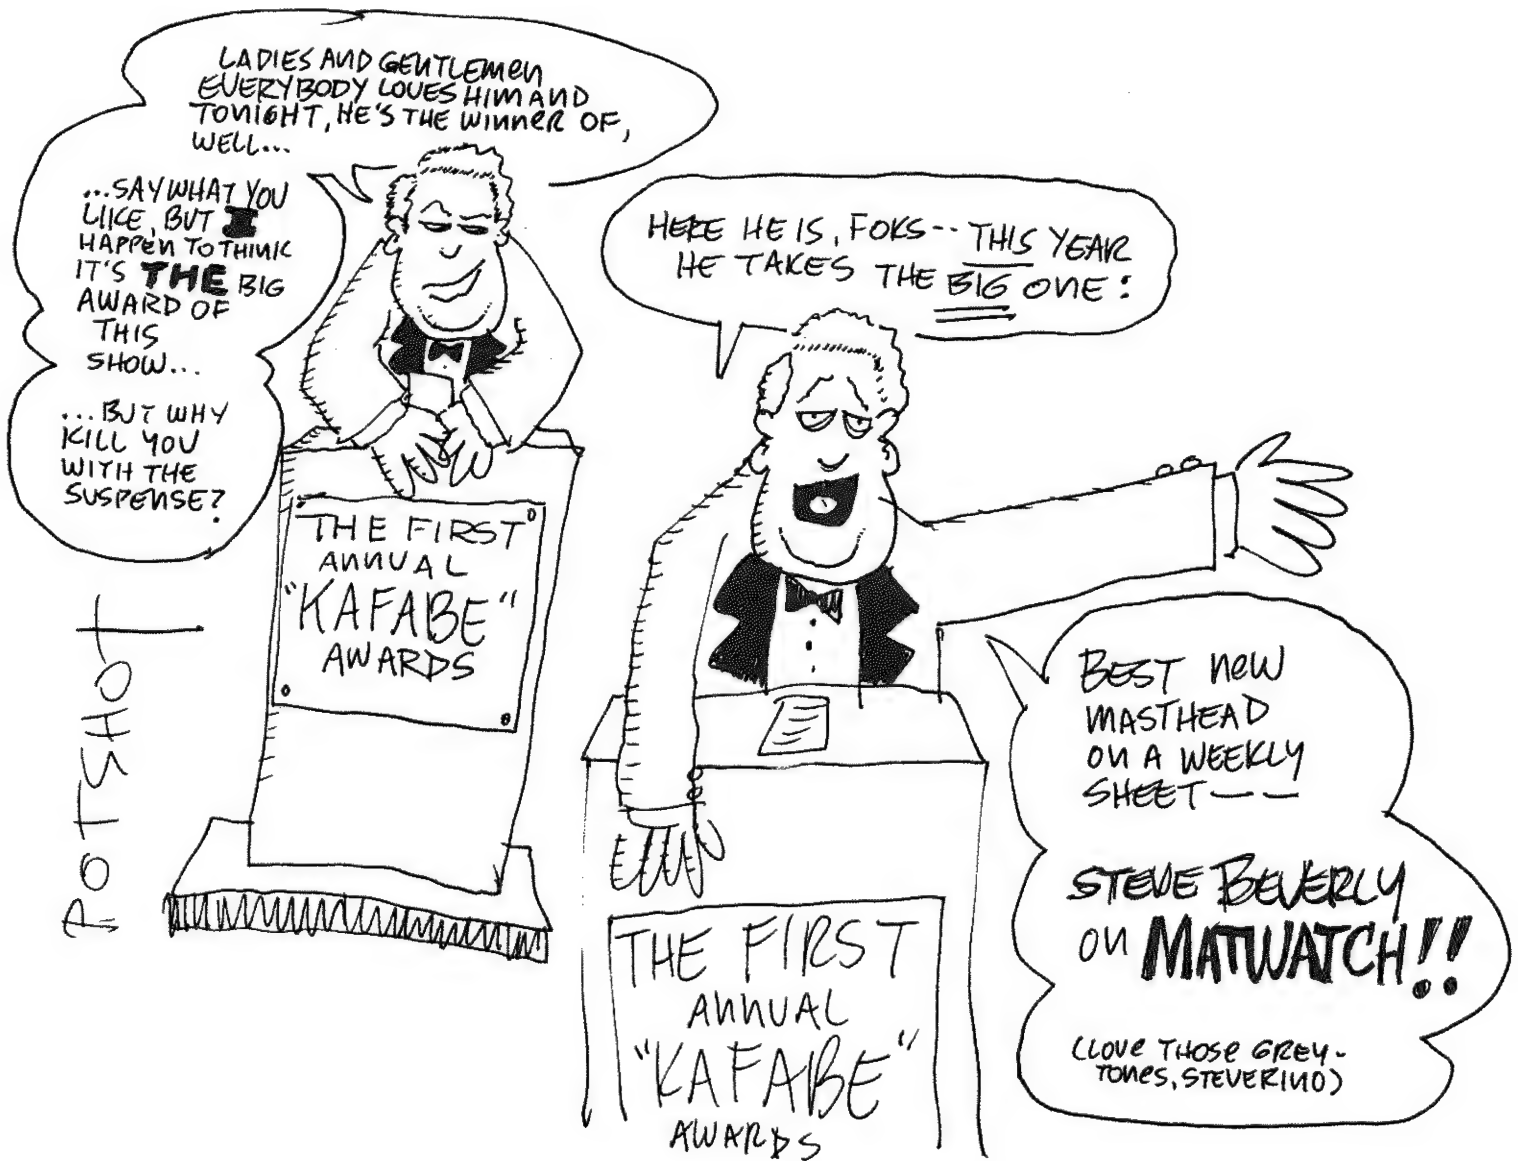 LADIES AND GENTLEMEN
EVERYBODY LOVES HIM AND
TONIGHT, HE'S THE WINNER OF,
WELL...
...SAY WHAT YOU
LIKE, BUT I
HAPPEN TO THINK
IT'S THE BIG
AWARD OF
THIS
SHOW...
...BUT WHY
KILL YOU
WITH THE
SUSPENSE?
THE FIRST
ANNUAL
"KAFABE"
AWARDS
POTSHOT
HERE HE IS, FOKS-- THIS YEAR
HE TAKES THE BIG ONE:
BEST NEW
MASTHEAD
ON A WEEKLY
SHEET——
STEVE BEVERLY
ON MATWATCH!!
(LOVE THOSE GREY-
TONES, STEVERINO)
THE FIRST
ANNUAL
"KAFABE"
AWARDS